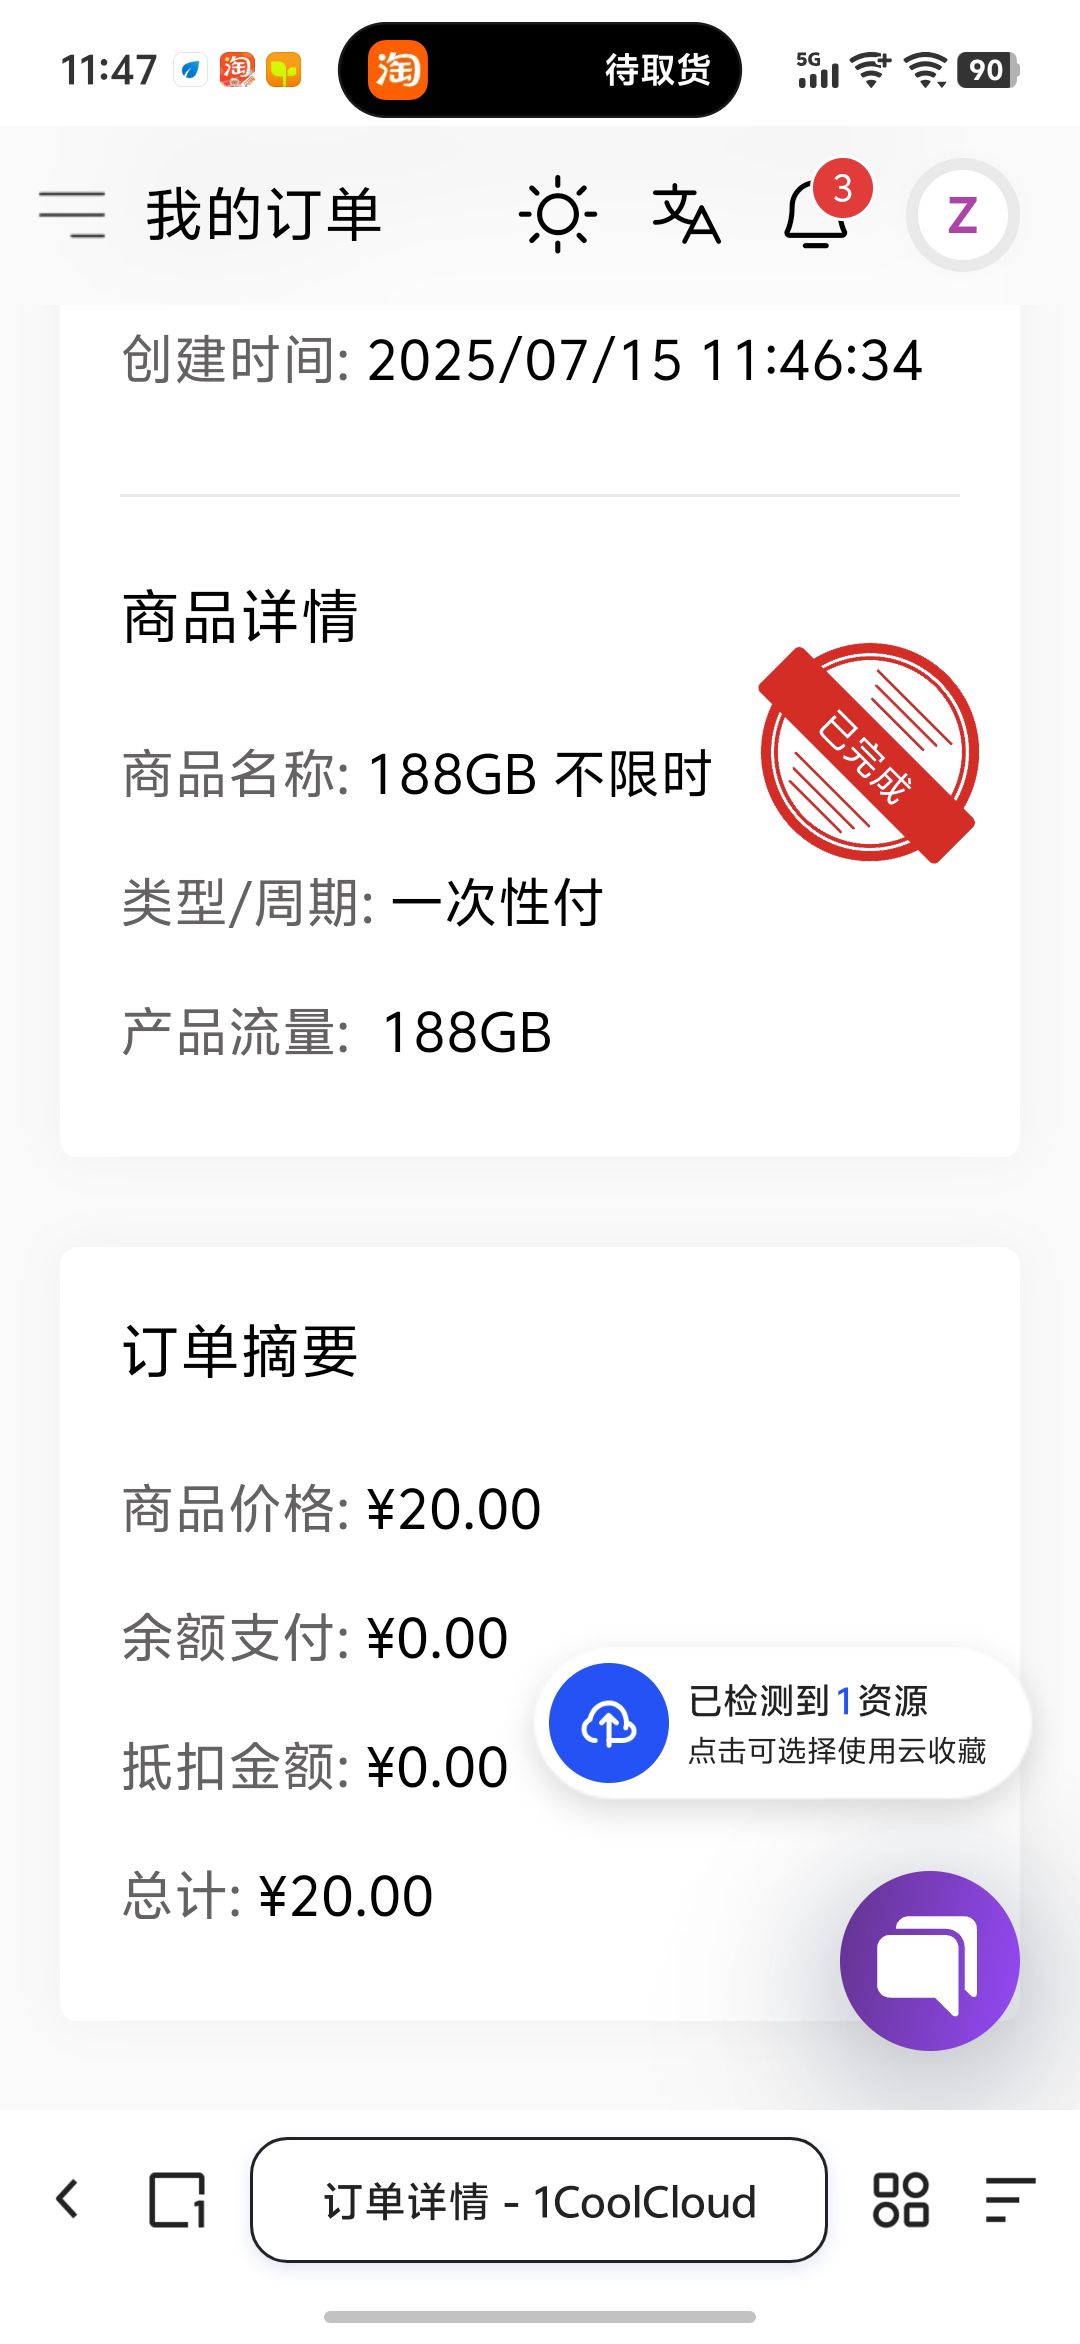 11:47
淘
淘
待取货
5G
90
我的订单
3
Z
创建时间: 2025/07/15 11:46:34
商品详情
已完成
商品名称: 188GB 不限时
类型/周期: 一次性付
产品流量: 188GB
订单摘要
商品价格: ¥20.00
余额支付: ¥0.00
已检测到1资源
点击可选择使用云收藏
抵扣金额: ¥0.00
总计: ¥20.00
1
订单详情 - 1CoolCloud